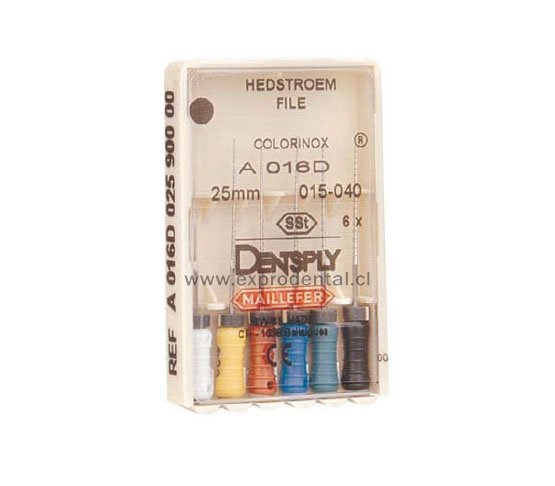 HEDSTROEM
FILE
COLORINOX ®
A 016D
25mm 015-040
SSt 6 x
DENTSPLY
www.exprodental.cl
MAILLEFER
CE
REF A 016D 025 900 00